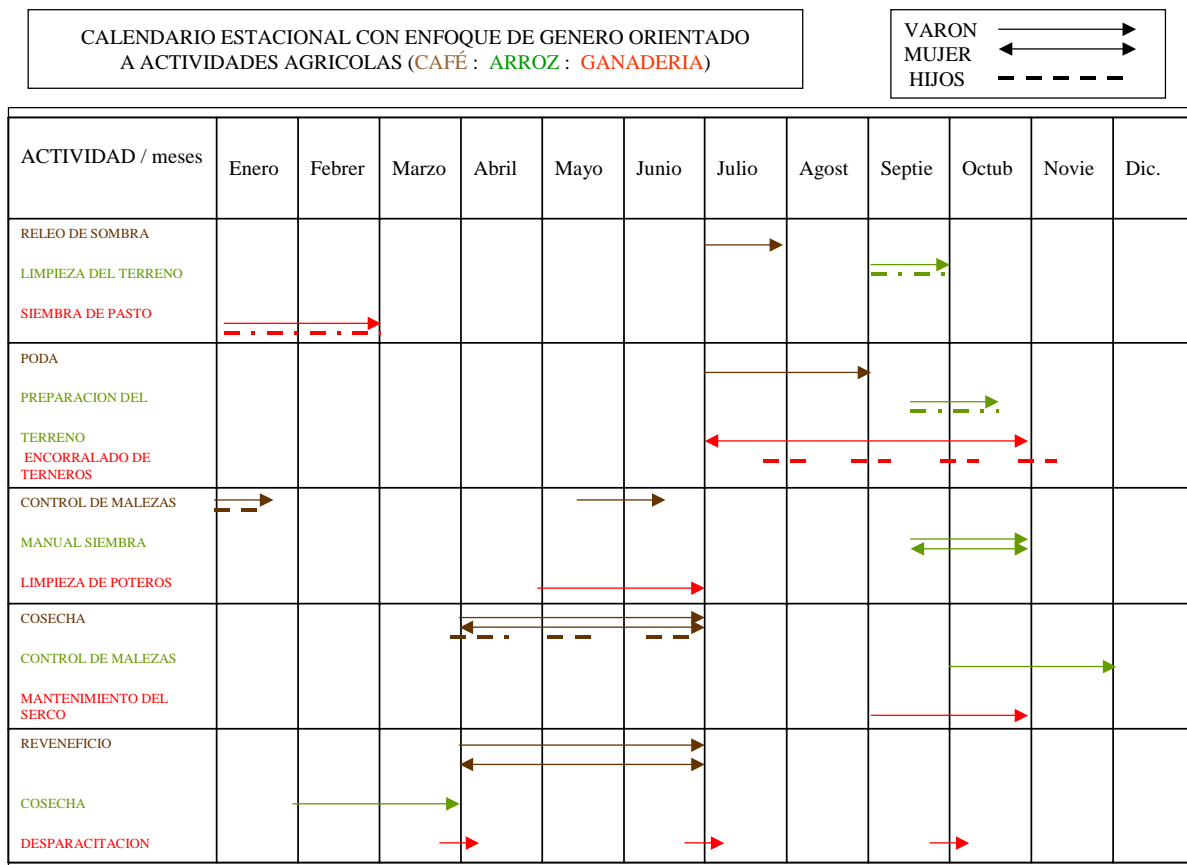 CALENDARIO ESTACIONAL CON ENFOQUE DE GENERO ORIENTADO
A ACTIVIDADES AGRICOLAS (CAFÉ : ARROZ : GANADERIA)
VARON
MUJER
HIJOS
ACTIVIDAD / meses Enero Febrer Marzo Abril Mayo Junio Julio Agost Septie Octub Novie Dic.
RELEO DE SOMBRA
LIMPIEZA DEL TERRENO
SIEMBRA DE PASTO
PODA
PREPARACION DEL
TERRENO
ENCORRALADO DE
TERNEROS
CONTROL DE MALEZAS
MANUAL SIEMBRA
LIMPIEZA DE POTEROS
COSECHA
CONTROL DE MALEZAS
MANTENIMIENTO DEL
SERCO
REVENEFICIO
COSECHA
DESPARACITACION